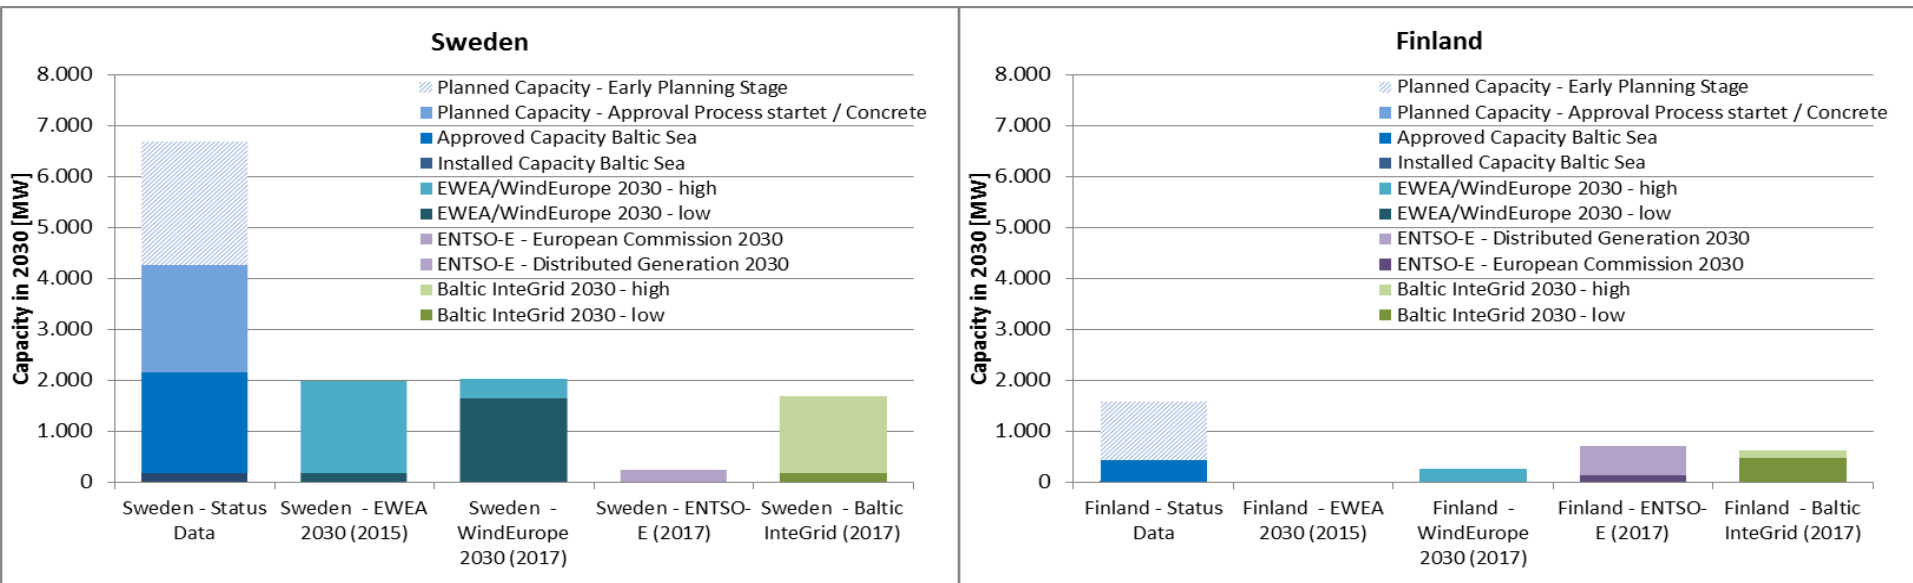 Sweden
Capacity in 2030 [MW]
8.000
7.000
6.000
5.000
4.000
3.000
2.000
1.000
0
Planned Capacity - Early Planning Stage
Planned Capacity - Approval Process startet / Concrete
Approved Capacity Baltic Sea
Installed Capacity Baltic Sea
EWEA/WindEurope 2030 - high
EWEA/WindEurope 2030 - low
ENTSO-E - European Commission 2030
ENTSO-E - Distributed Generation 2030
Baltic InteGrid 2030 - high
Baltic InteGrid 2030 - low
Sweden - Status
Data
Sweden - EWEA
2030 (2015)
Sweden -
WindEurope
2030 (2017)
Sweden - ENTSO-
E (2017)
Sweden - Baltic
InteGrid (2017)
Finland
Capacity in 2030 [MW]
8.000
7.000
6.000
5.000
4.000
3.000
2.000
1.000
0
Planned Capacity - Early Planning Stage
Planned Capacity - Approval Process startet / Concrete
Approved Capacity Baltic Sea
Installed Capacity Baltic Sea
EWEA/WindEurope 2030 - high
EWEA/WindEurope 2030 - low
ENTSO-E - Distributed Generation 2030
ENTSO-E - European Commission 2030
Baltic InteGrid 2030 - high
Baltic InteGrid 2030 - low
Finland - Status
Data
Finland - EWEA
2030 (2015)
Finland -
WindEurope
2030 (2017)
Finland - ENTSO-
E (2017)
Finland - Baltic
InteGrid (2017)